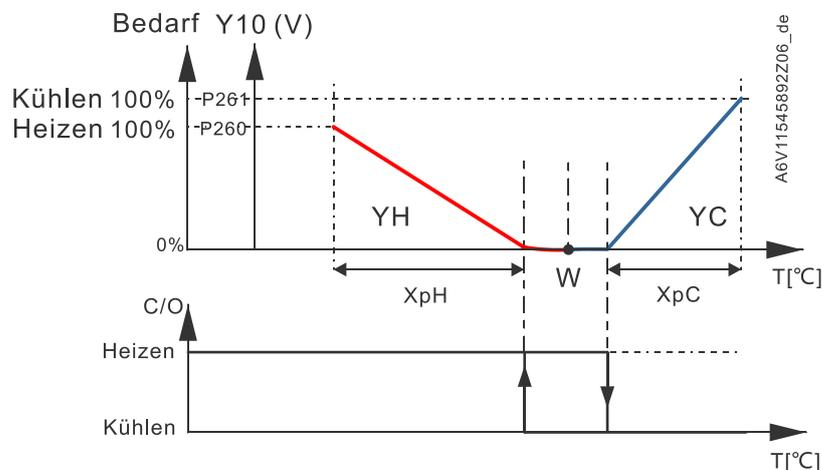 Bedarf Y10 (V)
Kühlen 100% P261
Heizen 100% P260
YH
YC
0%
W
T[℃]
XpH
XpC
C/O
Heizen
Kühlen
T[℃]
A6V11545892Z06_de